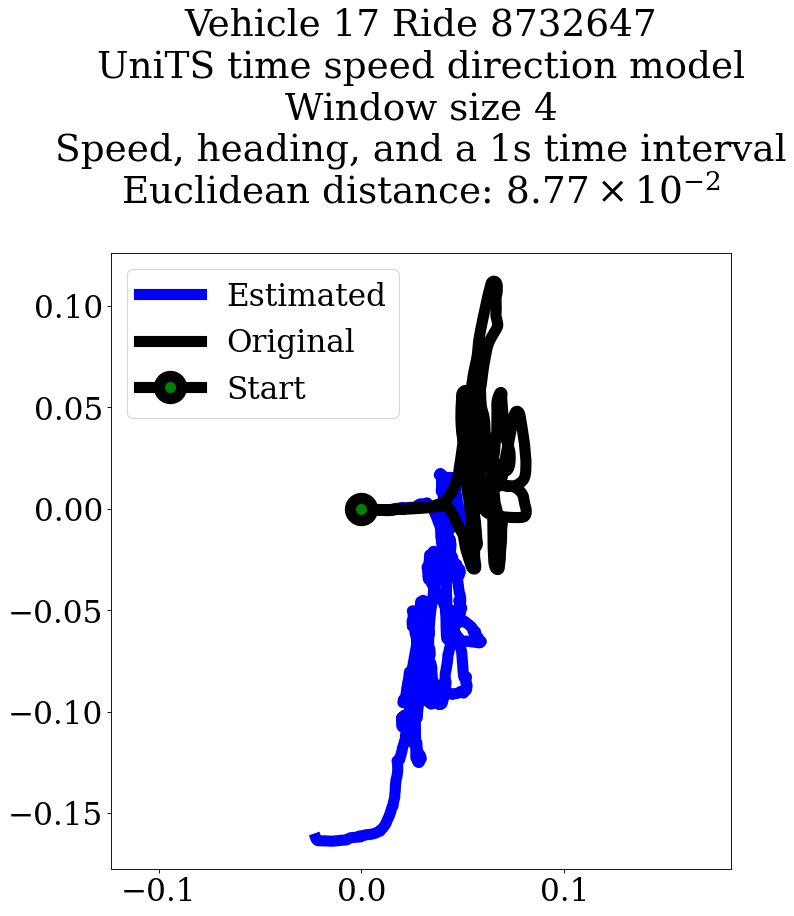 Vehicle 17 Ride 8732647
UniTS time speed direction model
Window size 4
Speed, heading, and a 1s time interval
Euclidean distance: 8.77 × 10⁻²
Estimated
Original
Start
0.10
0.05
0.00
−0.05
−0.10
−0.15
−0.1
0.0
0.1